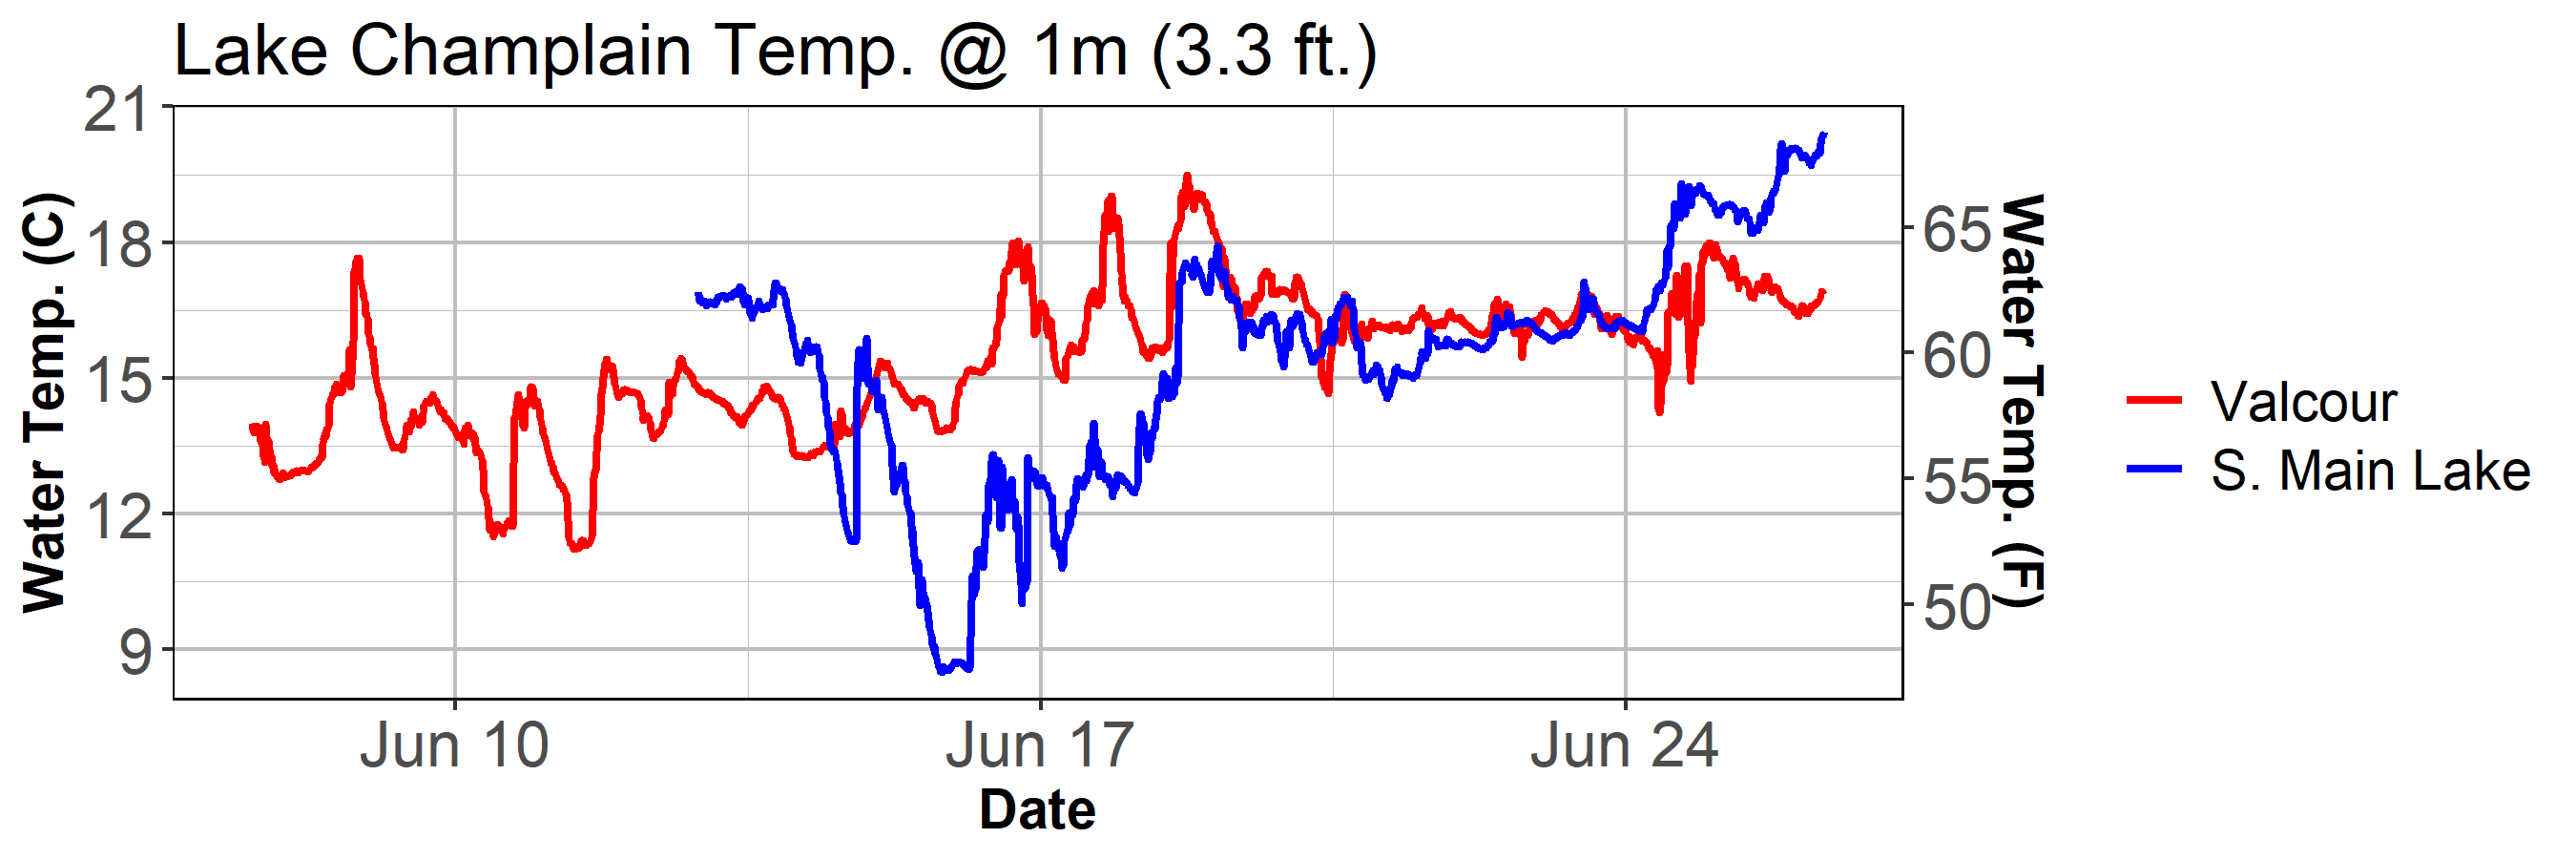 Lake Champlain Temp. @ 1m (3.3 ft.)
Water Temp. (C)
21
18
15
12
9
Water Temp. (F)
65
60
55
50
Jun 10
Jun 17
Jun 24
Date
Valcour
S. Main Lake